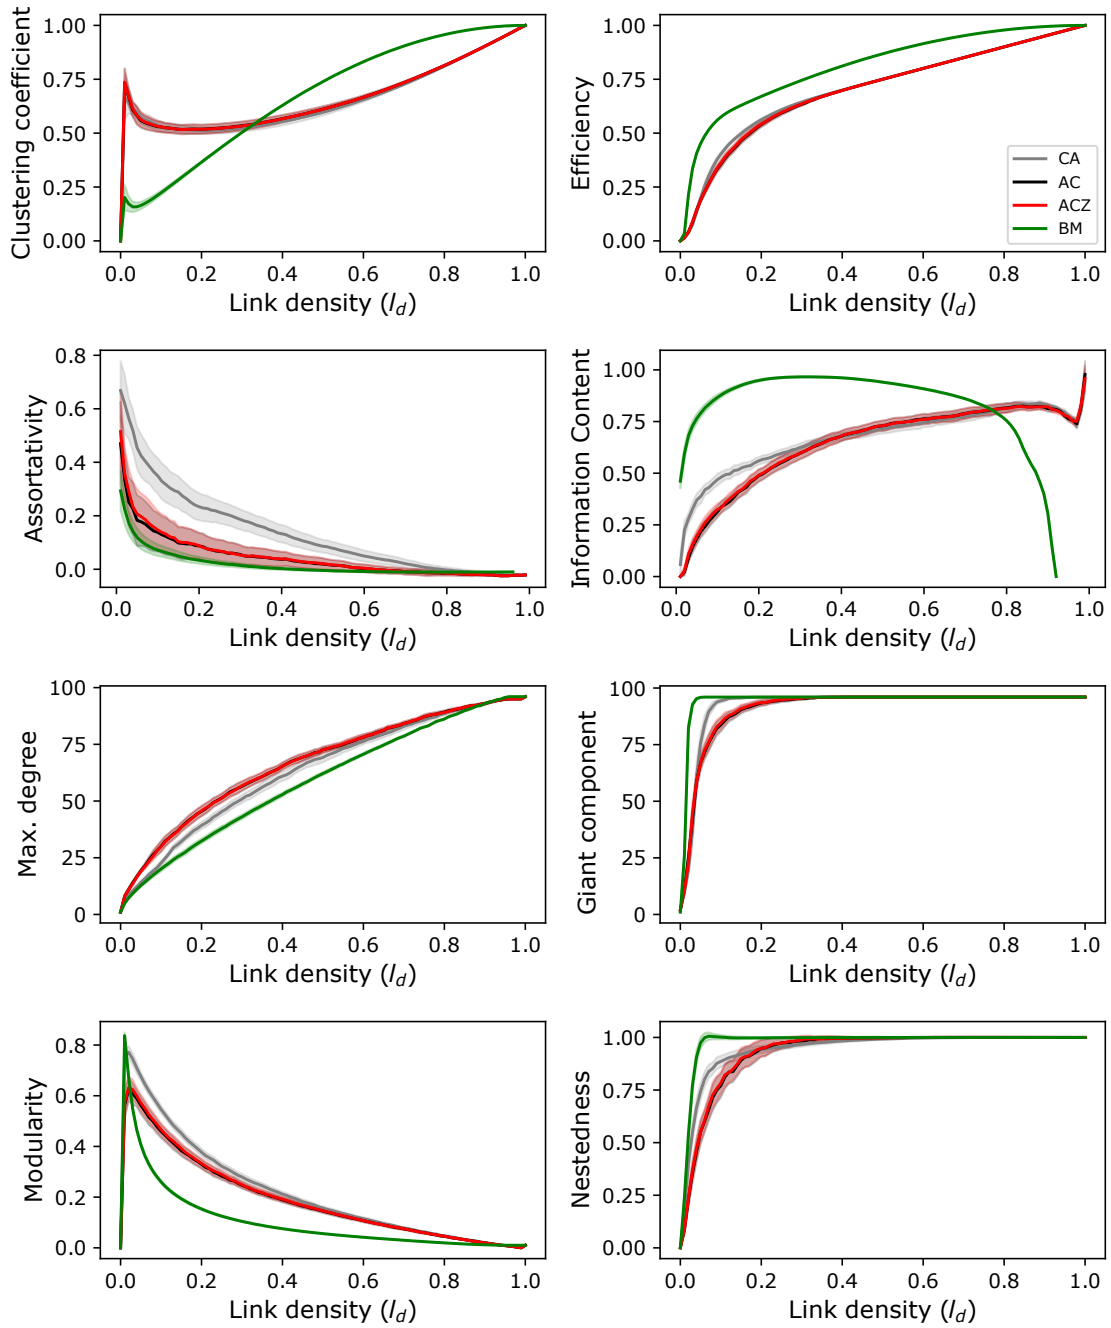 Clustering coefficient
1.00
0.75
0.50
0.25
0.00
0.0 0.2 0.4 0.6 0.8 1.0
Link density (l_d)
Efficiency
1.00
0.75
0.50
0.25
0.00
CA
AC
ACZ
BM
0.0 0.2 0.4 0.6 0.8 1.0
Link density (l_d)
Assortativity
0.8
0.6
0.4
0.2
0.0
0.0 0.2 0.4 0.6 0.8 1.0
Link density (l_d)
Information Content
1.00
0.75
0.50
0.25
0.00
0.0 0.2 0.4 0.6 0.8 1.0
Link density (l_d)
Max. degree
100
75
50
25
0
0.0 0.2 0.4 0.6 0.8 1.0
Link density (l_d)
Giant component
100
75
50
25
0
0.0 0.2 0.4 0.6 0.8 1.0
Link density (l_d)
Modularity
0.8
0.6
0.4
0.2
0.0
0.0 0.2 0.4 0.6 0.8 1.0
Link density (l_d)
Nestedness
1.00
0.75
0.50
0.25
0.00
0.0 0.2 0.4 0.6 0.8 1.0
Link density (l_d)